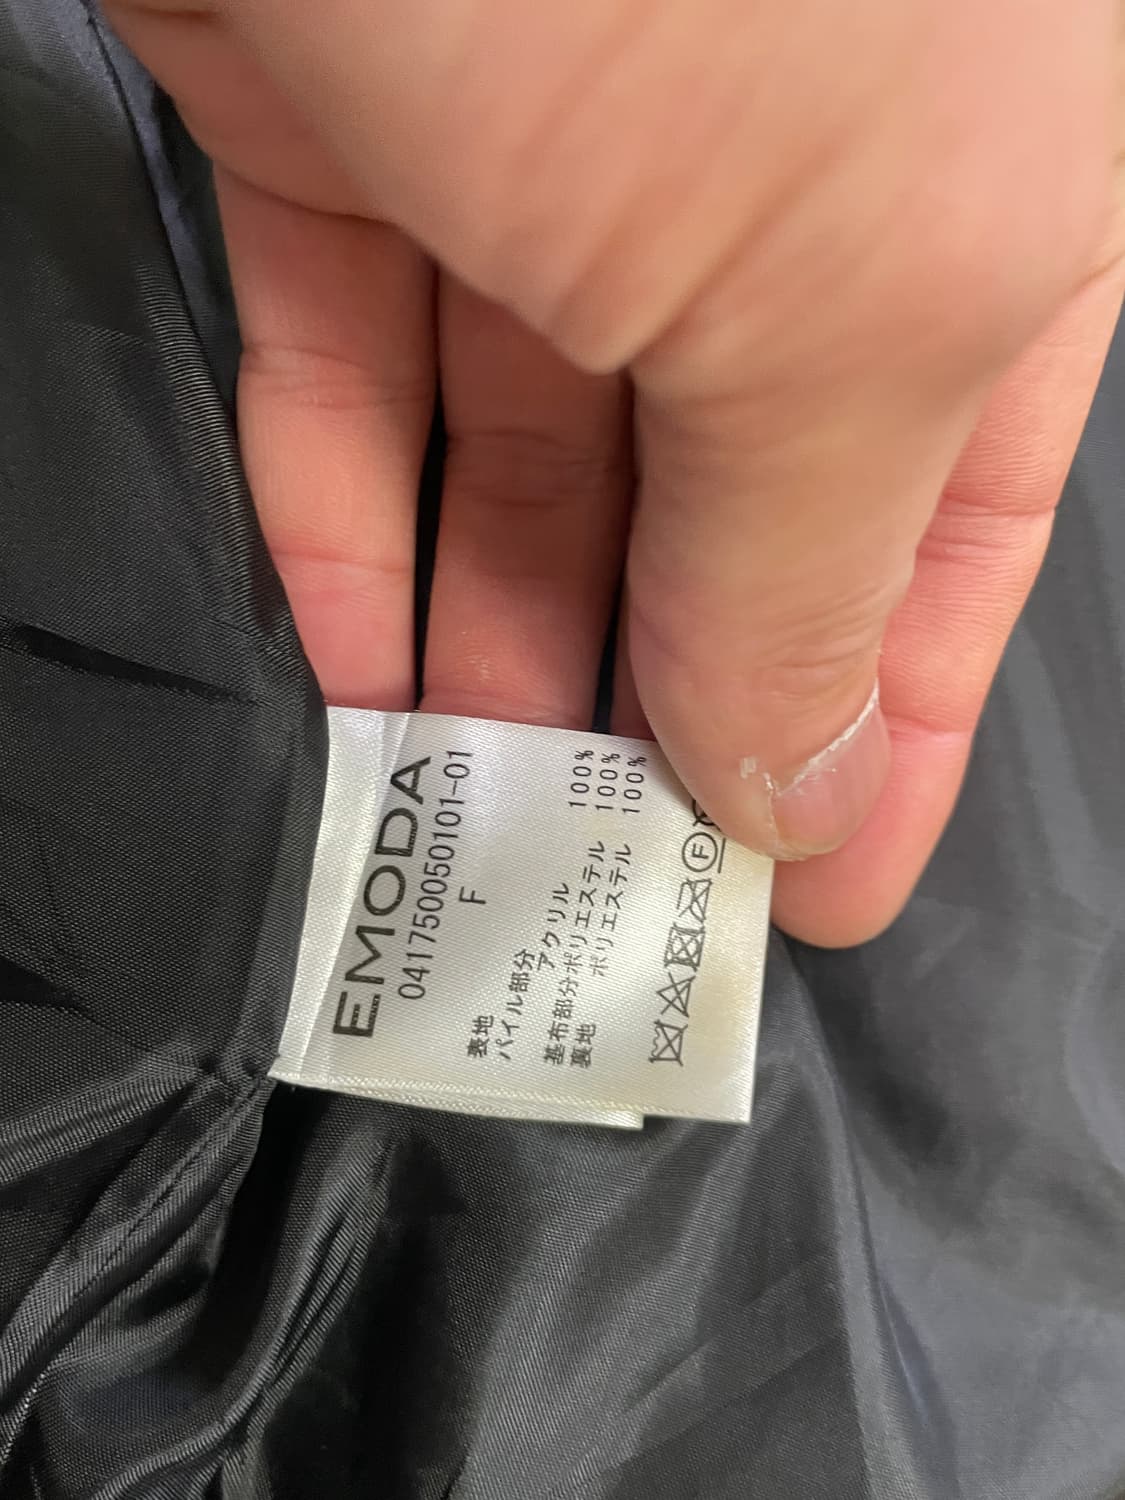 EMODA
041750050101-01
F
表地
パイル部分
アクリル 100%
基布部分ポリエステル 100%
裏地 ポリエステル 100%
F